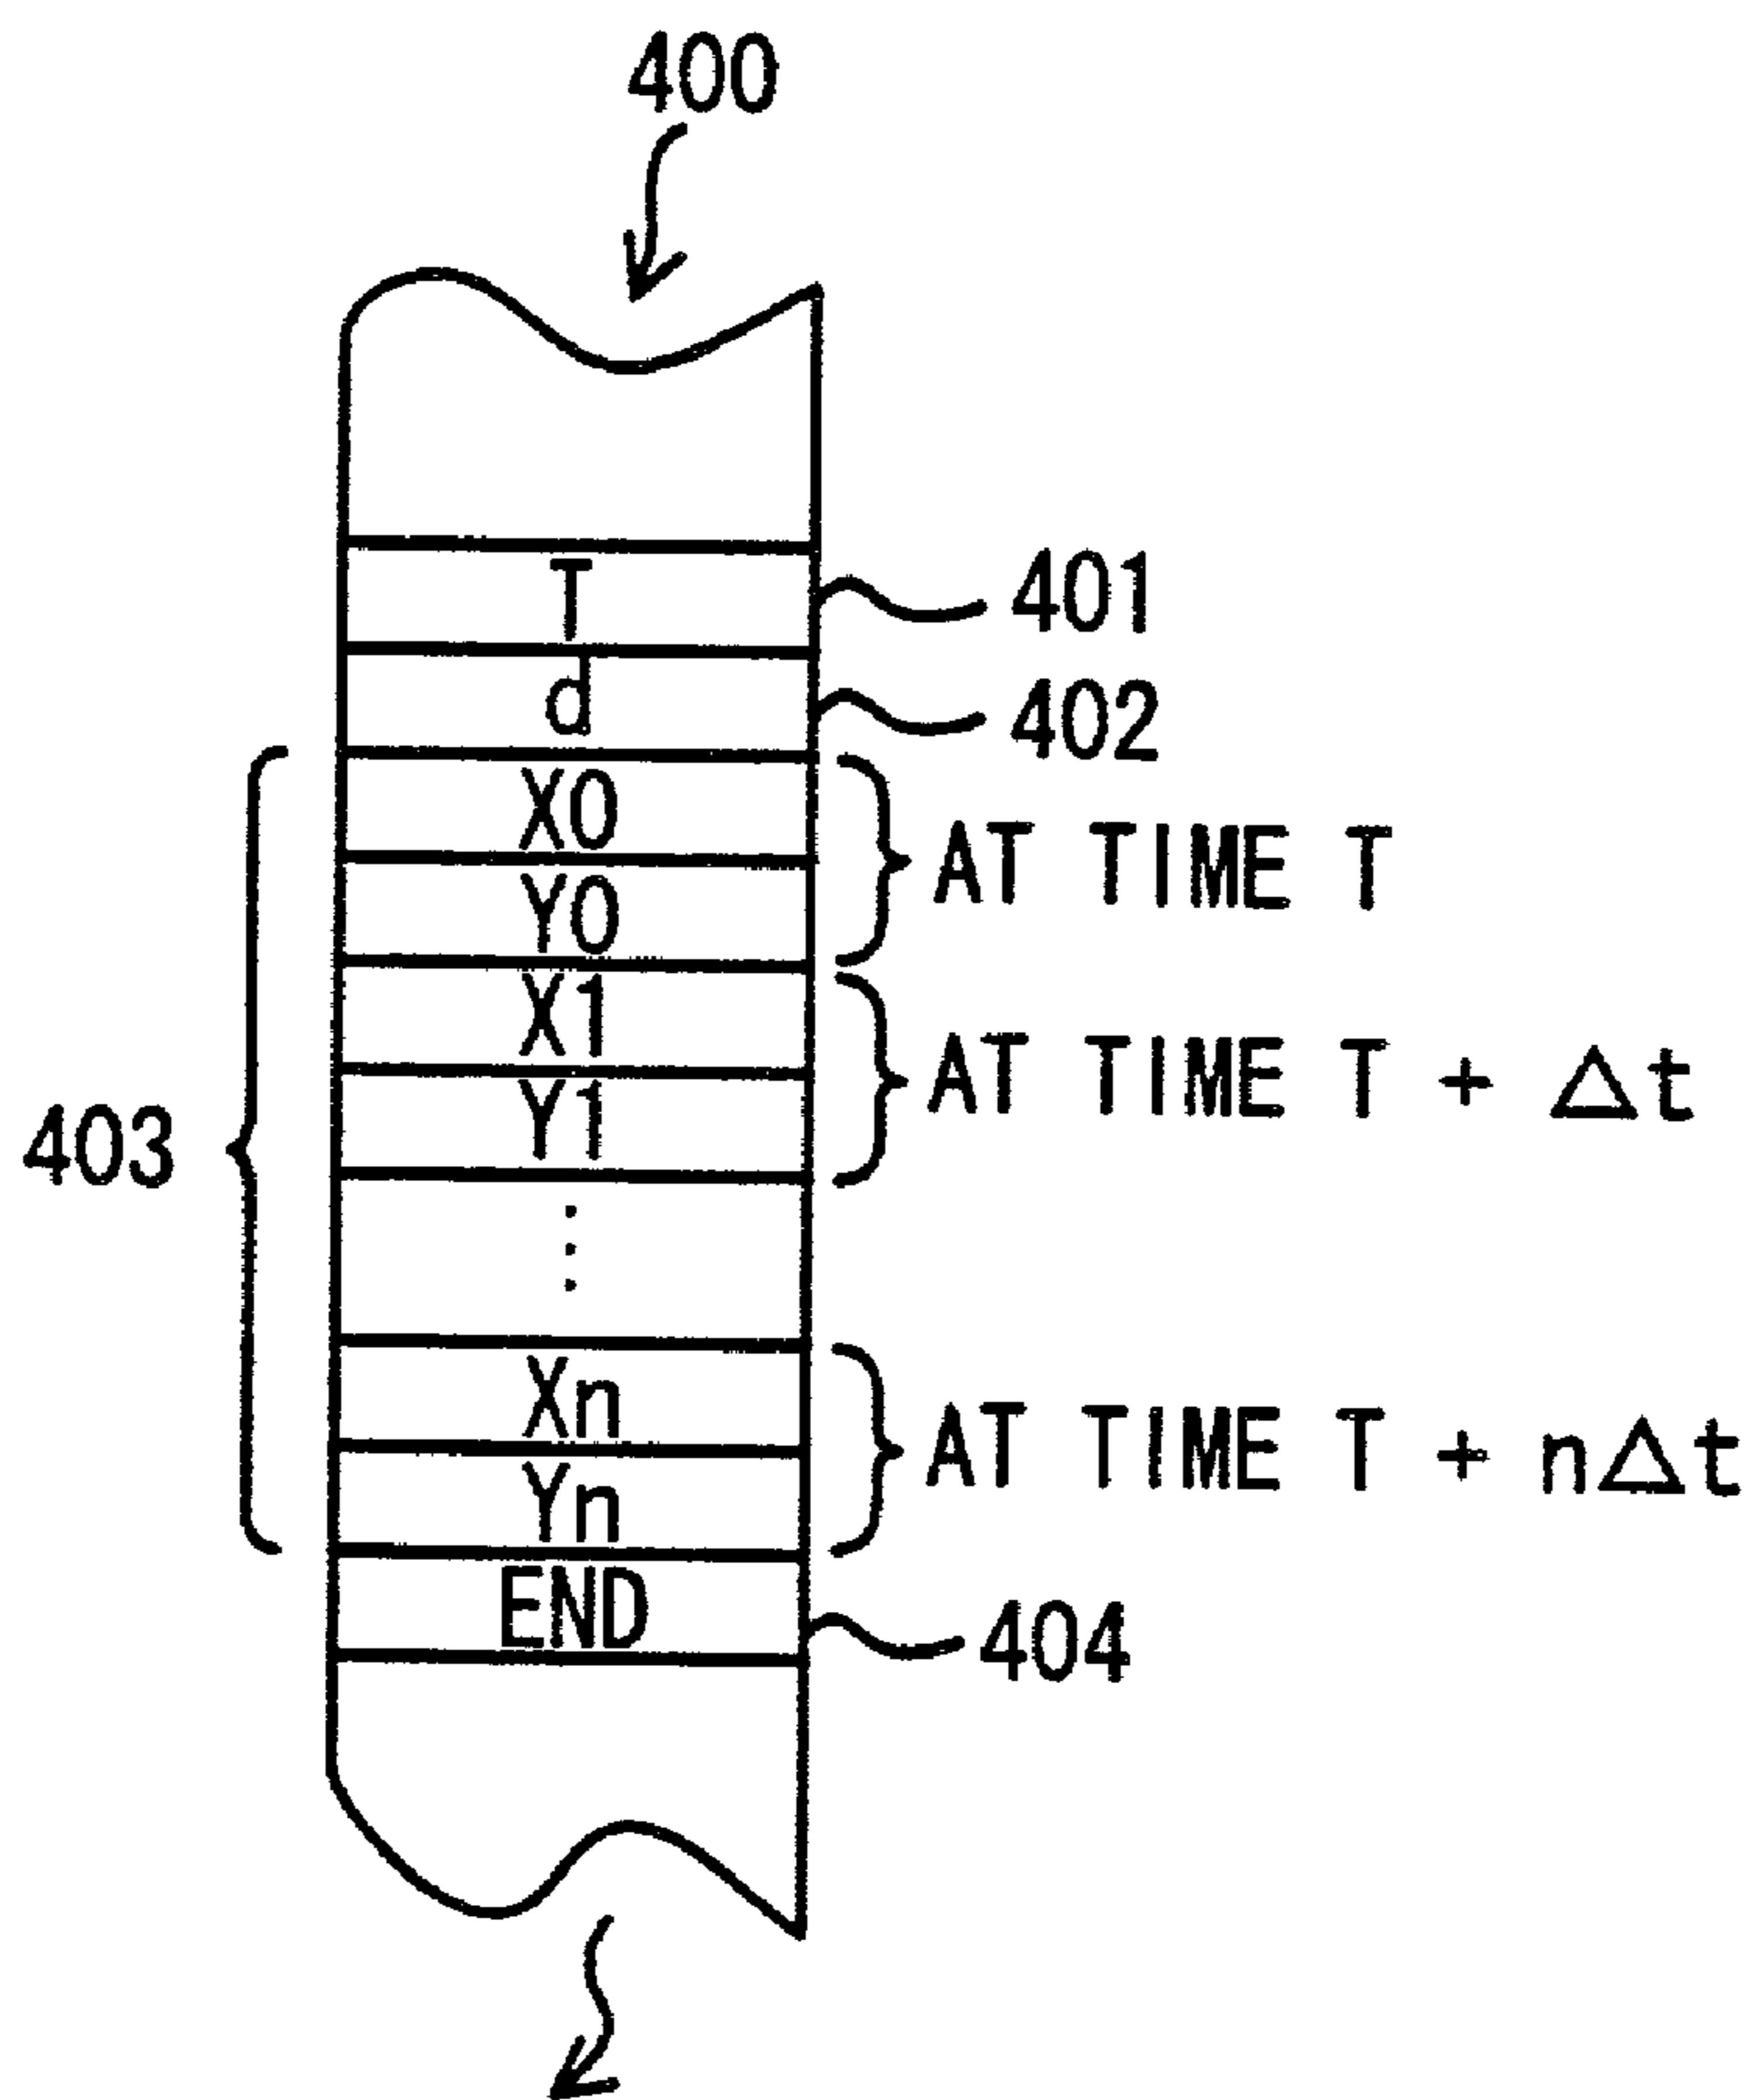 400
T
401
d
402
X0
Y0
AT TIME T
X1
Y1
AT TIME T + Δt
403
Xn
Yn
AT TIME T + nΔt
END
404